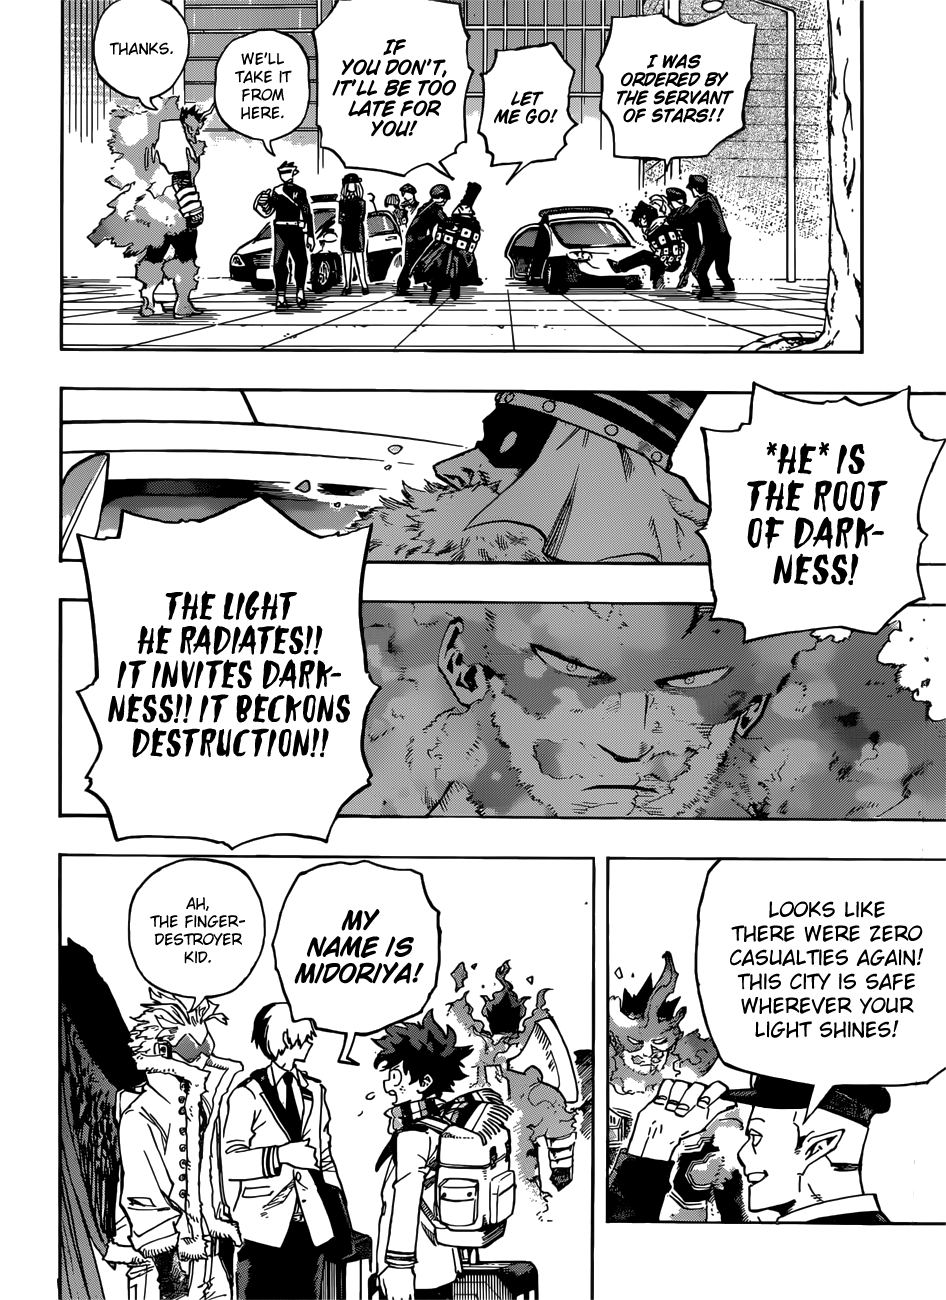 I WAS
ORDERED BY
THE SERVANT
OF STARS!!
LET
ME GO!
IF
YOU DON'T,
IT'LL BE TOO
LATE FOR
YOU!
WE'LL
TAKE IT
FROM
HERE.
THANKS.
*HE* IS
THE ROOT
OF DARK-
NESS!
THE LIGHT
HE RADIATES!!
IT INVITES DARK-
NESS!! IT BECKONS
DESTRUCTION!!
LOOKS LIKE
THERE WERE ZERO
CASUALTIES AGAIN!
THIS CITY IS SAFE
WHEREVER YOUR
LIGHT SHINES!
MY
NAME IS
MIDORIYA!
AH,
THE FINGER-
DESTROYER
KID.